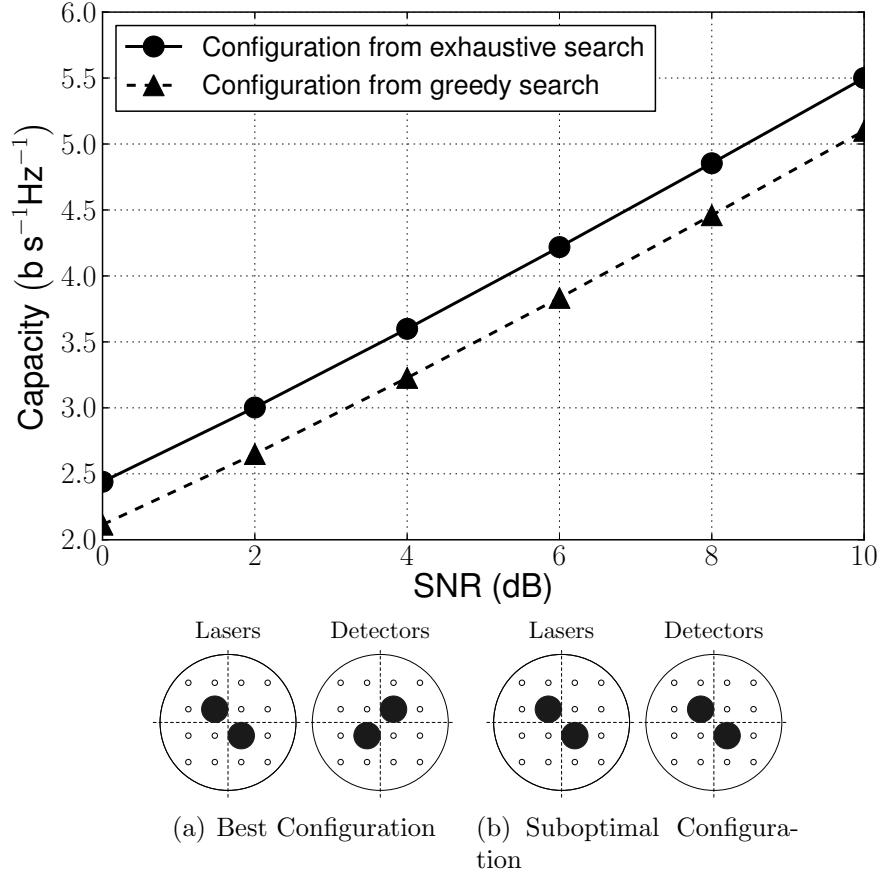 6.0
5.5
5.0
4.5
4.0
3.5
3.0
2.5
2.0
Capacity (b s⁻¹Hz⁻¹)
Configuration from exhaustive search
Configuration from greedy search
0 2 4 6 8 10
SNR (dB)
Lasers Detectors Lasers Detectors
(a) Best Configuration
(b) Suboptimal Configura-
tion